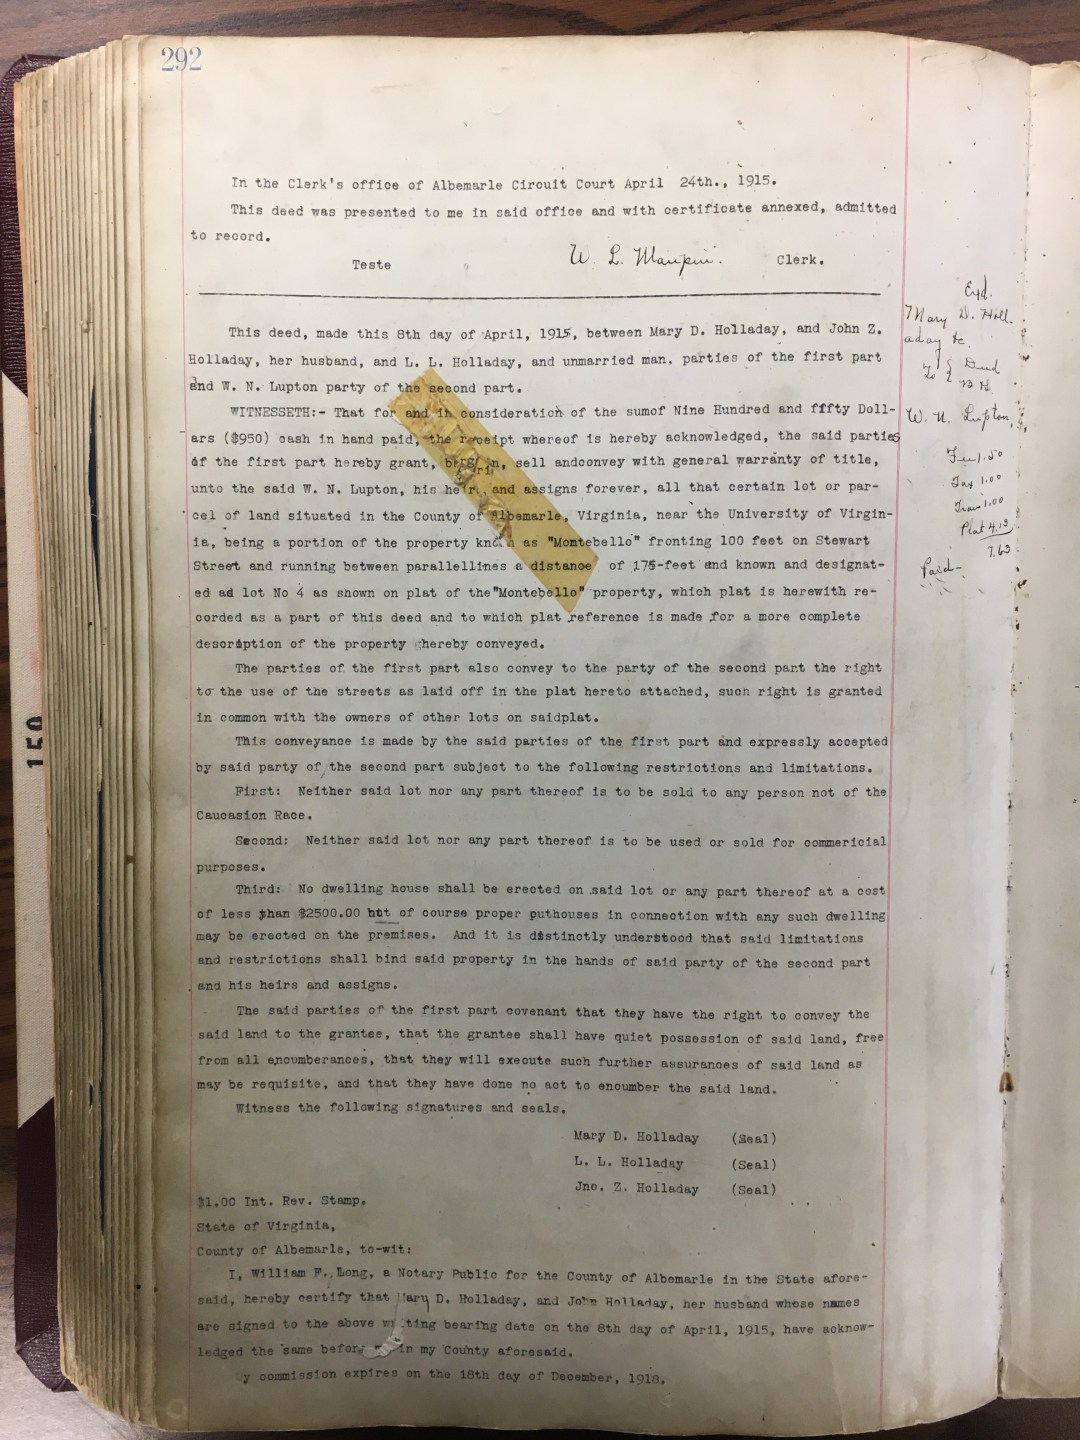 292
In the Clerk's office of Albemarle Circuit Court April 24th., 1915.
This deed was presented to me in said office and with certificate annexed, admitted
to record.
Teste W. L. Maupin. Clerk.
This deed, made this 8th day of April, 1915, between Mary D. Holladay, and John Z.
Holladay, her husband, and L. L. Holladay, and unmarried man, parties of the first part
and W. N. Lupton party of the second part.
WITNESSETH:- That for and in consideration of the sumof Nine Hundred and fffty Doll-
ars ($950) cash in hand paid, the receipt whereof is hereby acknowledged, the said parties
of the first part hereby grant, sell andconvey with general warranty of title,
unto the said W. N. Lupton, his and assigns forever, all that certain lot or par-
cel of land situated in the County of Albemarle, Virginia, near the University of Virgin-
ia, being a portion of the property as "Montebello" fronting 100 feet on Stewart
Street and running between parallellines a distance of 175-feet and known and designat-
ed as lot No 4 as shown on plat of the"Montebello" property, which plat is herewith re-
corded as a part of this deed and to which plat reference is made for a more complete
description of the property hereby conveyed.
The parties of the first part also convey to the party of the second part the right
to the use of the streets as laid off in the plat hereto attached, such right is granted
in common with the owners of other lots on saidplat.
This conveyance is made by the said parties of the first part and expressly accepted
by said party of the second part subject to the following restrictions and limitations.
First: Neither said lot nor any part thereof is to be sold to any person not of the
Caucasion Race.
Second: Neither said lot nor any part thereof is to be used or sold for commericial
purposes.
Third: No dwelling house shall be erected on said lot or any part thereof at a cost
of less than $2500.00 but of course proper outhouses in connection with any such dwelling
may be erected on the premises. And it is distinctly understood that said limitations
and restrictions shall bind said property in the hands of said party of the second part
and his heirs and assigns.
The said parties of the first part covenant that they have the right to convey the
said land to the grantee, that the grantee shall have quiet possession of said land, free
from all encumberances, that they will execute such further assurances of said land as
may be requisite, and that they have done no act to encumber the said land.
Witness the following signatures and seals.
Mary D. Holladay (Seal)
L. L. Holladay (Seal)
Jno. Z. Holladay (Seal)
$1.00 Int. Rev. Stamp.
State of Virginia,
County of Albemarle, to-wit:
I, William F. Long, a Notary Public for the County of Albemarle in the State afore-
said, hereby certify that Mary D. Holladay, and John Holladay, her husband whose names
are signed to the above writing bearing date on the 8th day of April, 1915, have acknow-
ledged the same in my County aforesaid.
commission expires on the 18th day of December, 1918.
Exd.
Mary D. Holl-
aday &c.
To Deed
B &
W. N. Lupton,
Fee 1.50
Tax 1.00
Tran 1.00
Plat 4.13
7.63
Paid-
150